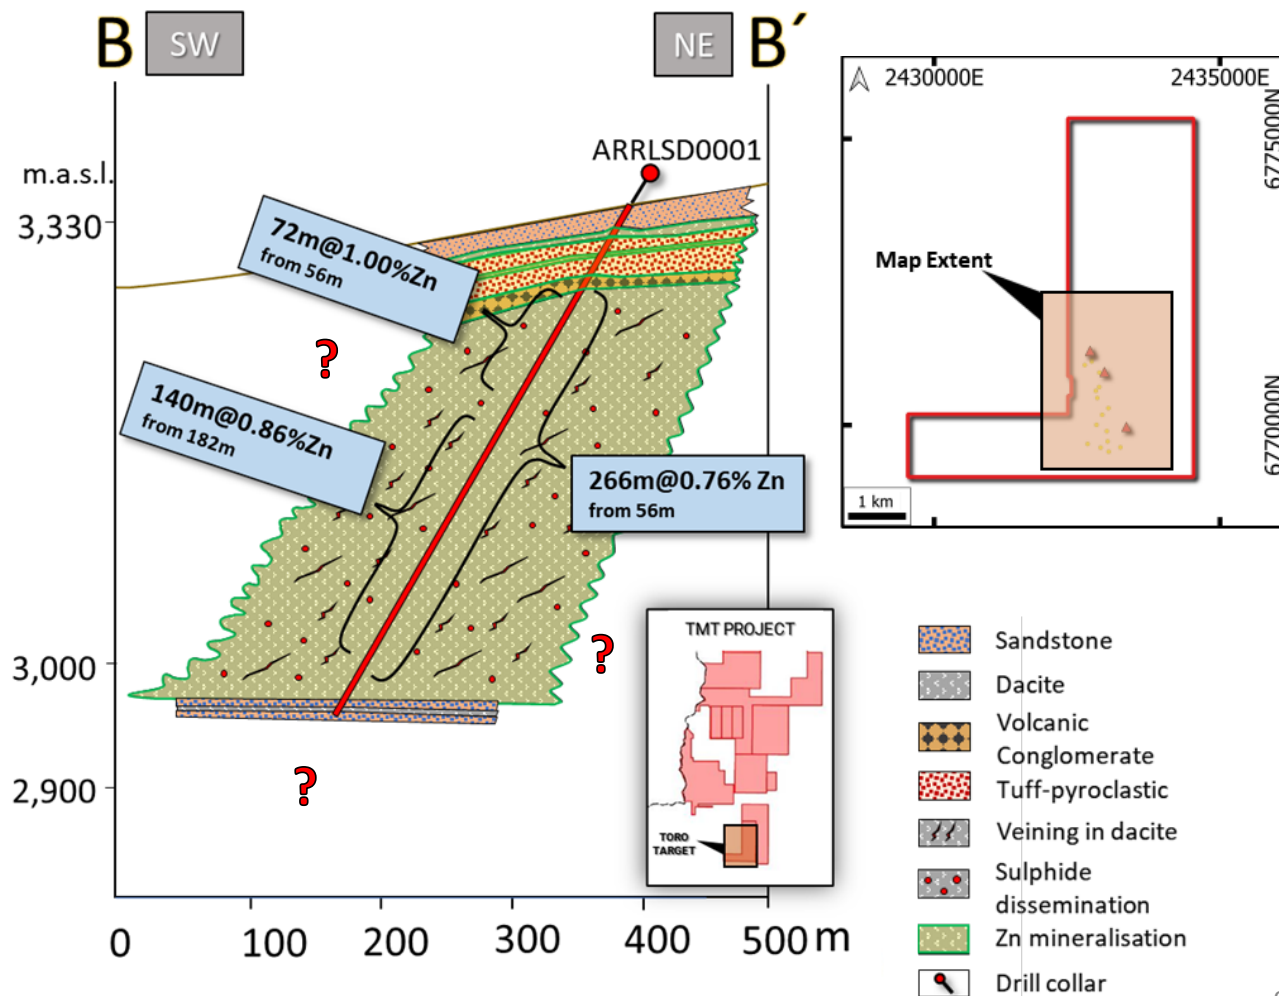 B SW NE B´
ARRLSD0001
m.a.s.l.
3,330
3,000
2,900
72m@1.00%Zn
from 56m
140m@0.86%Zn
from 182m
266m@0.76% Zn
from 56m
?
?
?
0 100 200 300 400 500 m
TMT PROJECT
TORO
TARGET
2430000E 2435000E
6775000N
6770000N
Map Extent
1 km
Sandstone
Dacite
Volcanic
Conglomerate
Tuff-pyroclastic
Veining in dacite
Sulphide
dissemination
Zn mineralisation
Drill collar